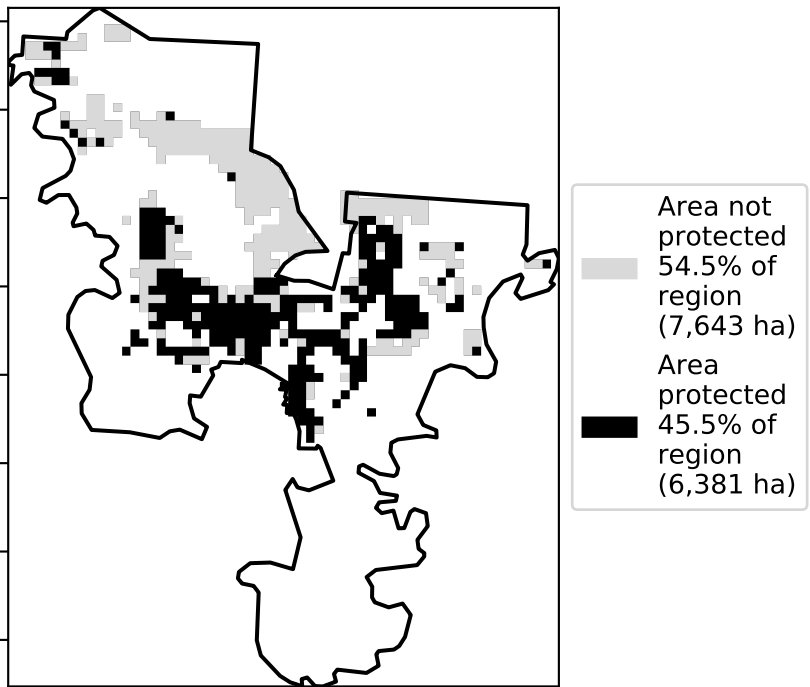 Area not
protected
54.5% of
region
(7,643 ha)
Area
protected
45.5% of
region
(6,381 ha)